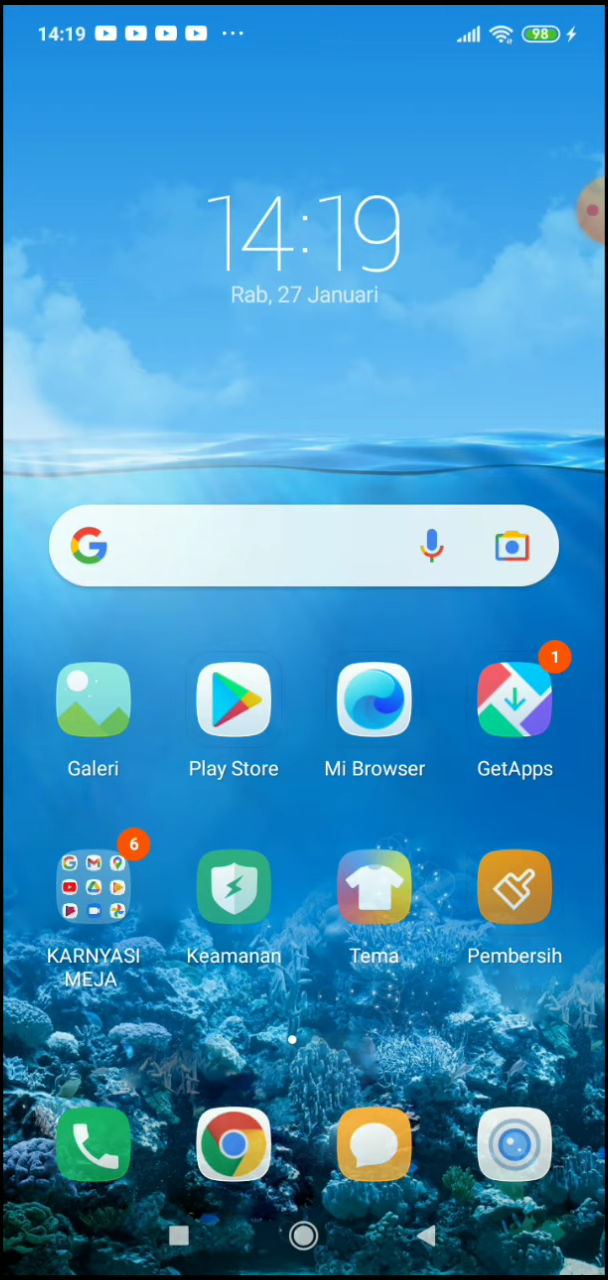 14:19
98
14:19
Rab, 27 Januari
1
Galeri
Play Store
Mi Browser
GetApps
6
KARNYASI
MEJA
Keamanan
Tema
Pembersih